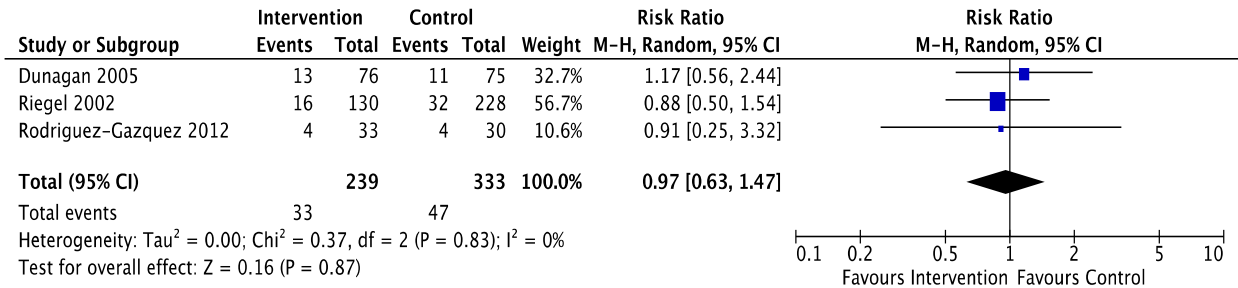 Intervention Control Risk Ratio Risk Ratio
Study or Subgroup Events Total Events Total Weight M-H, Random, 95% CI M-H, Random, 95% CI
Dunagan 2005 13 76 11 75 32.7% 1.17 [0.56, 2.44]
Riegel 2002 16 130 32 228 56.7% 0.88 [0.50, 1.54]
Rodriguez-Gazquez 2012 4 33 4 30 10.6% 0.91 [0.25, 3.32]
Total (95% CI) 239 333 100.0% 0.97 [0.63, 1.47]
Total events 33 47
Heterogeneity: Tau² = 0.00; Chi² = 0.37, df = 2 (P = 0.83); I² = 0%
Test for overall effect: Z = 0.16 (P = 0.87)
0.1 0.2 0.5 1 2 5 10
Favours Intervention Favours Control